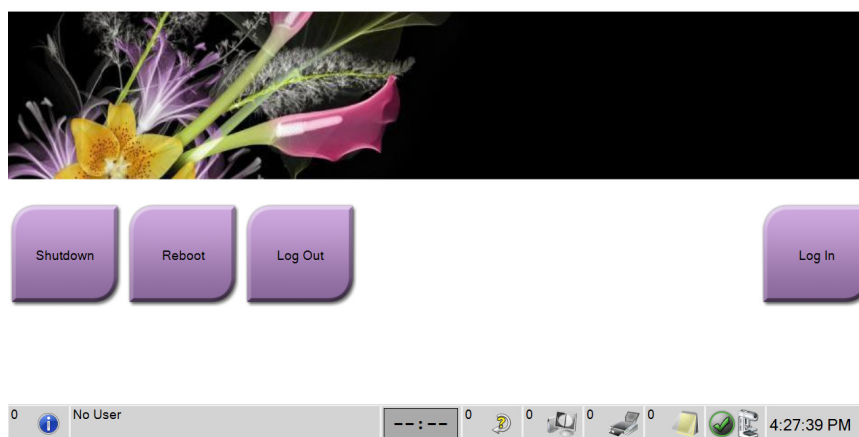 Shutdown
Reboot
Log Out
Log In
0
No User
--:--
0
0
0
0
4:27:39 PM